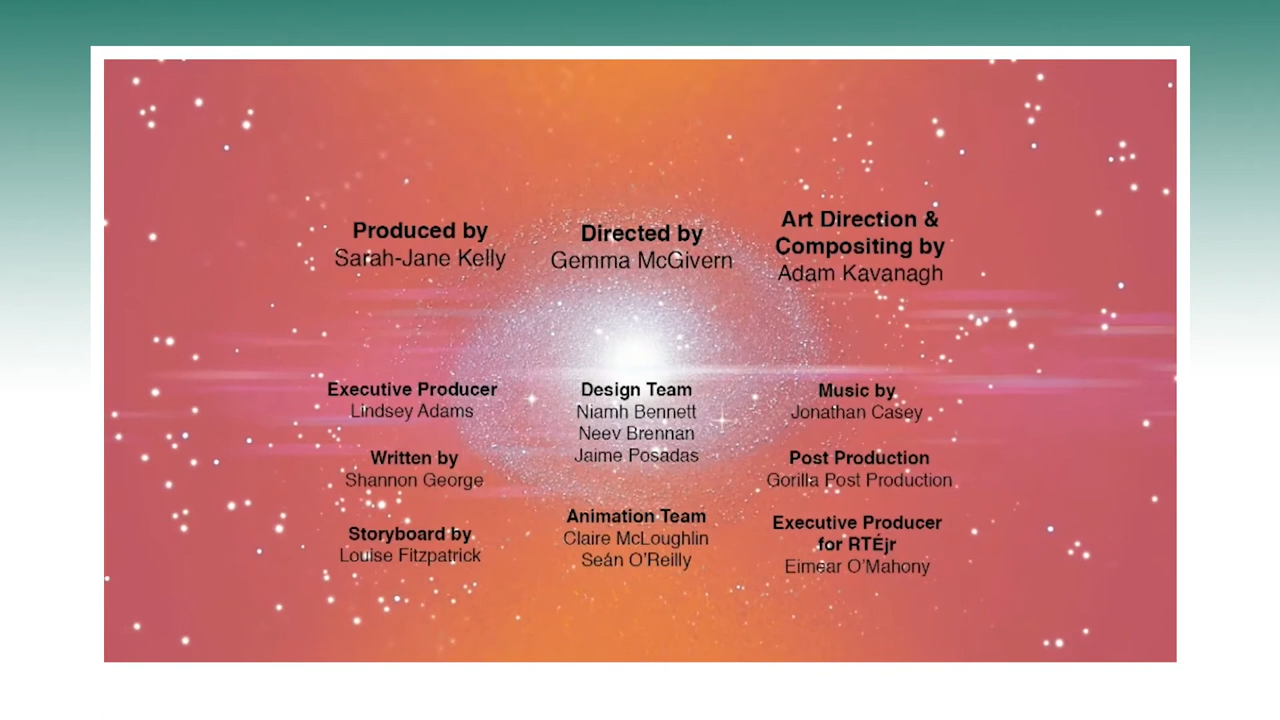 Produced by
Sarah-Jane Kelly
Directed by
Gemma McGivern
Art Direction &
Compositing by
Adam Kavanagh
Executive Producer
Lindsey Adams
Written by
Shannon George
Storyboard by
Louise Fitzpatrick
Design Team
Niamh Bennett
Neev Brennan
Jaime Posadas
Animation Team
Claire McLoughlin
Seán O'Reilly
Music by
Jonathan Casey
Post Production
Gorilla Post Production
Executive Producer
for RTÉjr
Eimear O'Mahony